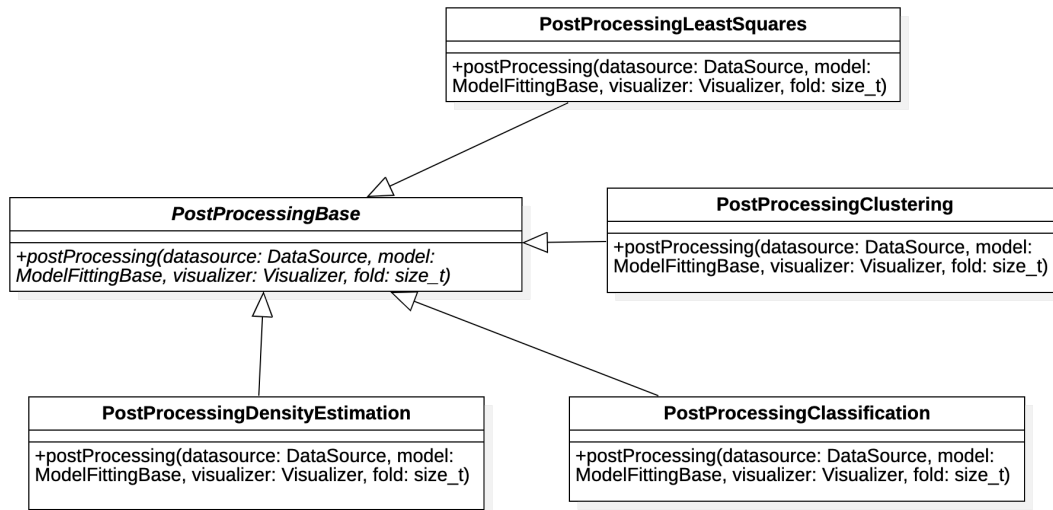 PostProcessingLeastSquares
+postProcessing(datasource: DataSource, model:
ModelFittingBase, visualizer: Visualizer, fold: size_t)
PostProcessingBase
+postProcessing(datasource: DataSource, model:
ModelFittingBase, visualizer: Visualizer, fold: size_t)
PostProcessingClustering
+postProcessing(datasource: DataSource, model:
ModelFittingBase, visualizer: Visualizer, fold: size_t)
PostProcessingDensityEstimation
+postProcessing(datasource: DataSource, model:
ModelFittingBase, visualizer: Visualizer, fold: size_t)
PostProcessingClassification
+postProcessing(datasource: DataSource, model:
ModelFittingBase, visualizer: Visualizer, fold: size_t)